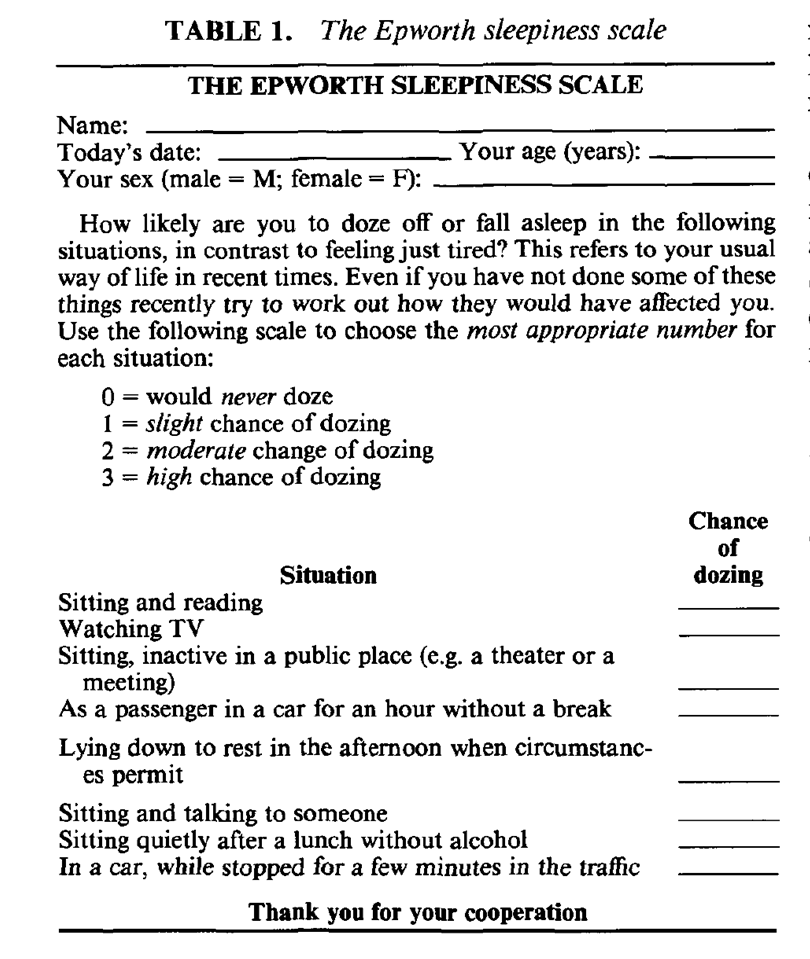 TABLE 1. The Epworth sleepiness scale
THE EPWORTH SLEEPINESS SCALE
Name:
Today's date: Your age (years):
Your sex (male = M; female = F):
How likely are you to doze off or fall asleep in the following
situations, in contrast to feeling just tired? This refers to your usual
way of life in recent times. Even if you have not done some of these
things recently try to work out how they would have affected you.
Use the following scale to choose the most appropriate number for
each situation:
0 = would never doze
1 = slight chance of dozing
2 = moderate change of dozing
3 = high chance of dozing
Chance
of
Situation dozing
Sitting and reading
Watching TV
Sitting, inactive in a public place (e.g. a theater or a
meeting)
As a passenger in a car for an hour without a break
Lying down to rest in the afternoon when circumstanc-
es permit
Sitting and talking to someone
Sitting quietly after a lunch without alcohol
In a car, while stopped for a few minutes in the traffic
Thank you for your cooperation